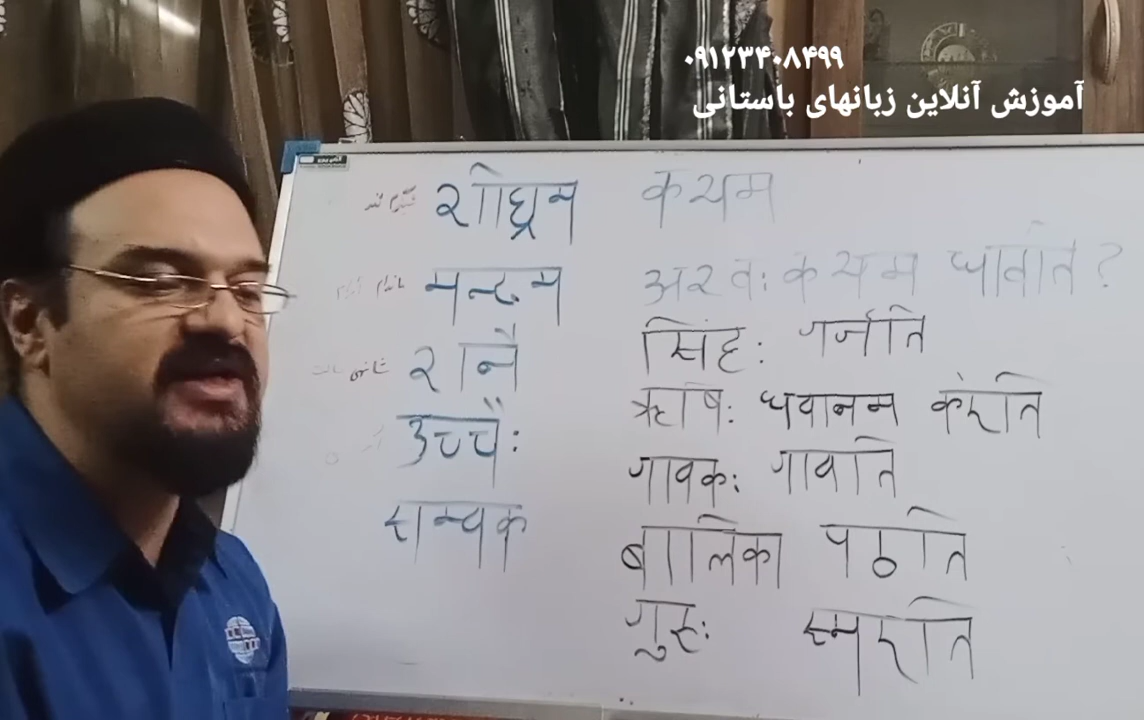 ۰۹۱۲۳۴۰۸۴۹۹
آموزش آنلاین زبانهای باستانی
शीघ्रम
मन्दम
शनै
उच्चै:
सम्यक
कथम
अश्व: कथम धावति?
सिंह: गर्जति
ऋषि: धवानम करोति
गायक: गायति
बालिका पठति
गुरु: स्मरति